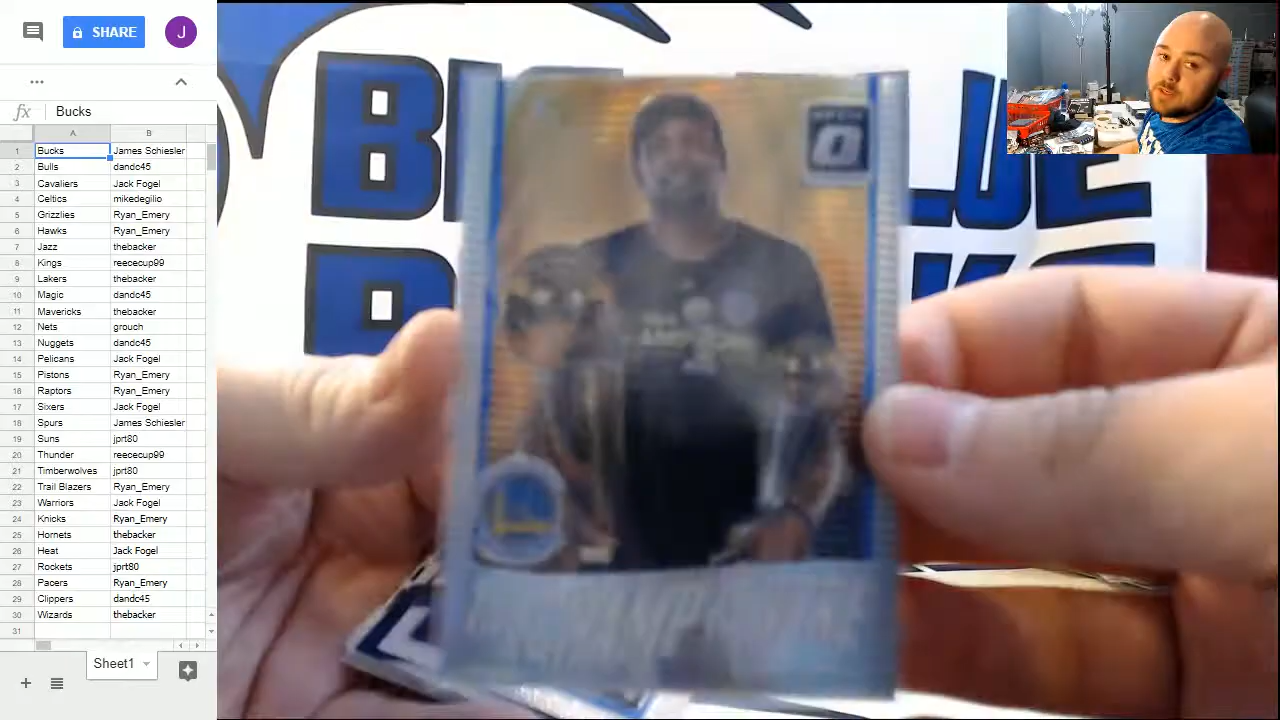 SHARE
J
fx Bucks
A B
1 Bucks James Schiesler
2 Bulls dandc45
3 Cavaliers Jack Fogel
4 Celtics mikedegilio
5 Grizzlies Ryan_Emery
6 Hawks Ryan_Emery
7 Jazz thebacker
8 Kings reececup99
9 Lakers thebacker
10 Magic dandc45
11 Mavericks thebacker
12 Nets grouch
13 Nuggets dandc45
14 Pelicans Jack Fogel
15 Pistons Ryan_Emery
16 Raptors Ryan_Emery
17 Sixers Jack Fogel
18 Spurs James Schiesler
19 Suns jprt80
20 Thunder reececup99
21 Timberwolves jprt80
22 Trail Blazers Ryan_Emery
23 Warriors Jack Fogel
24 Knicks Ryan_Emery
25 Hornets thebacker
26 Heat Jack Fogel
27 Rockets jprt80
28 Pacers Ryan_Emery
29 Clippers dandc45
30 Wizards thebacker
31
Sheet1